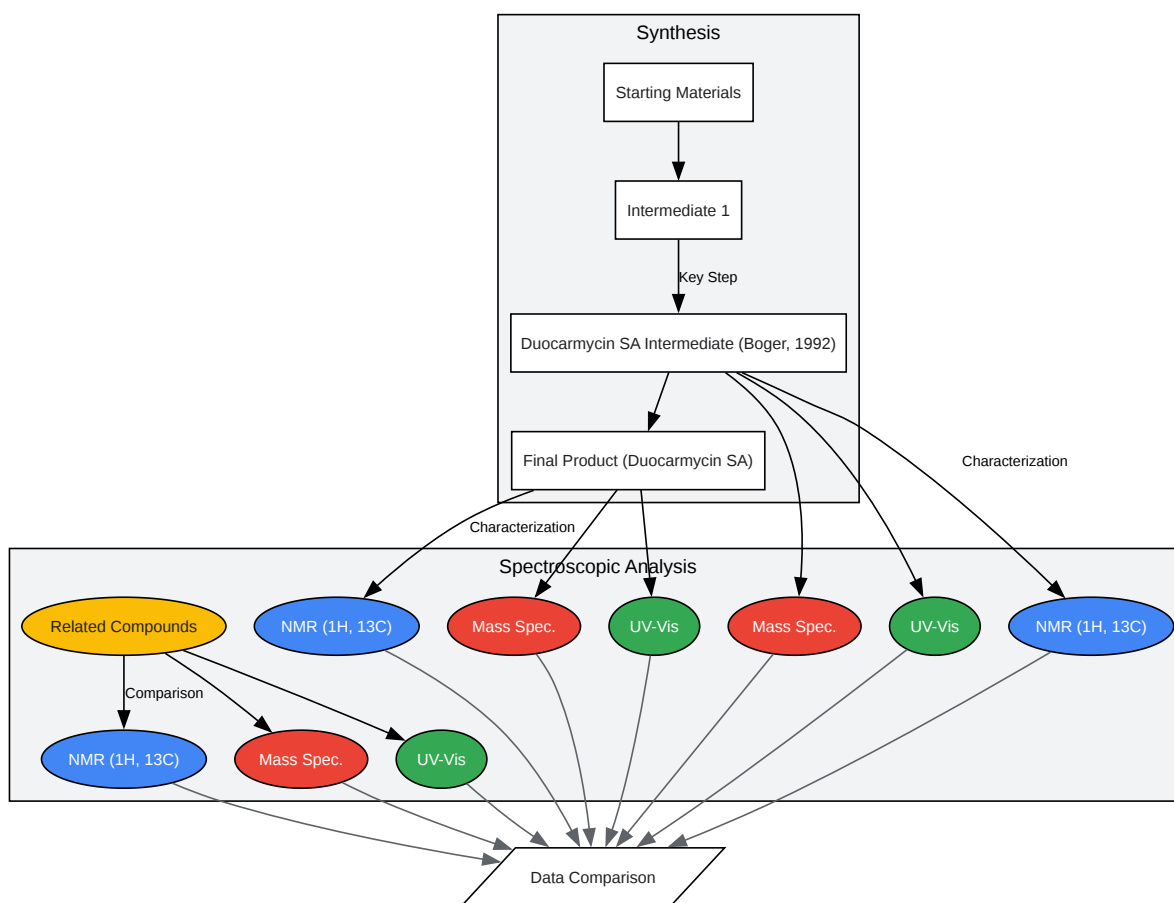 Synthesis
Starting Materials
Intermediate 1
Key Step
Duocarmycin SA Intermediate (Boger, 1992)
Final Product (Duocarmycin SA)
Characterization
Characterization
Spectroscopic Analysis
Related Compounds
NMR (1H, 13C)
Mass Spec.
UV-Vis
Mass Spec.
UV-Vis
NMR (1H, 13C)
Comparison
NMR (1H, 13C)
Mass Spec.
UV-Vis
Data Comparison